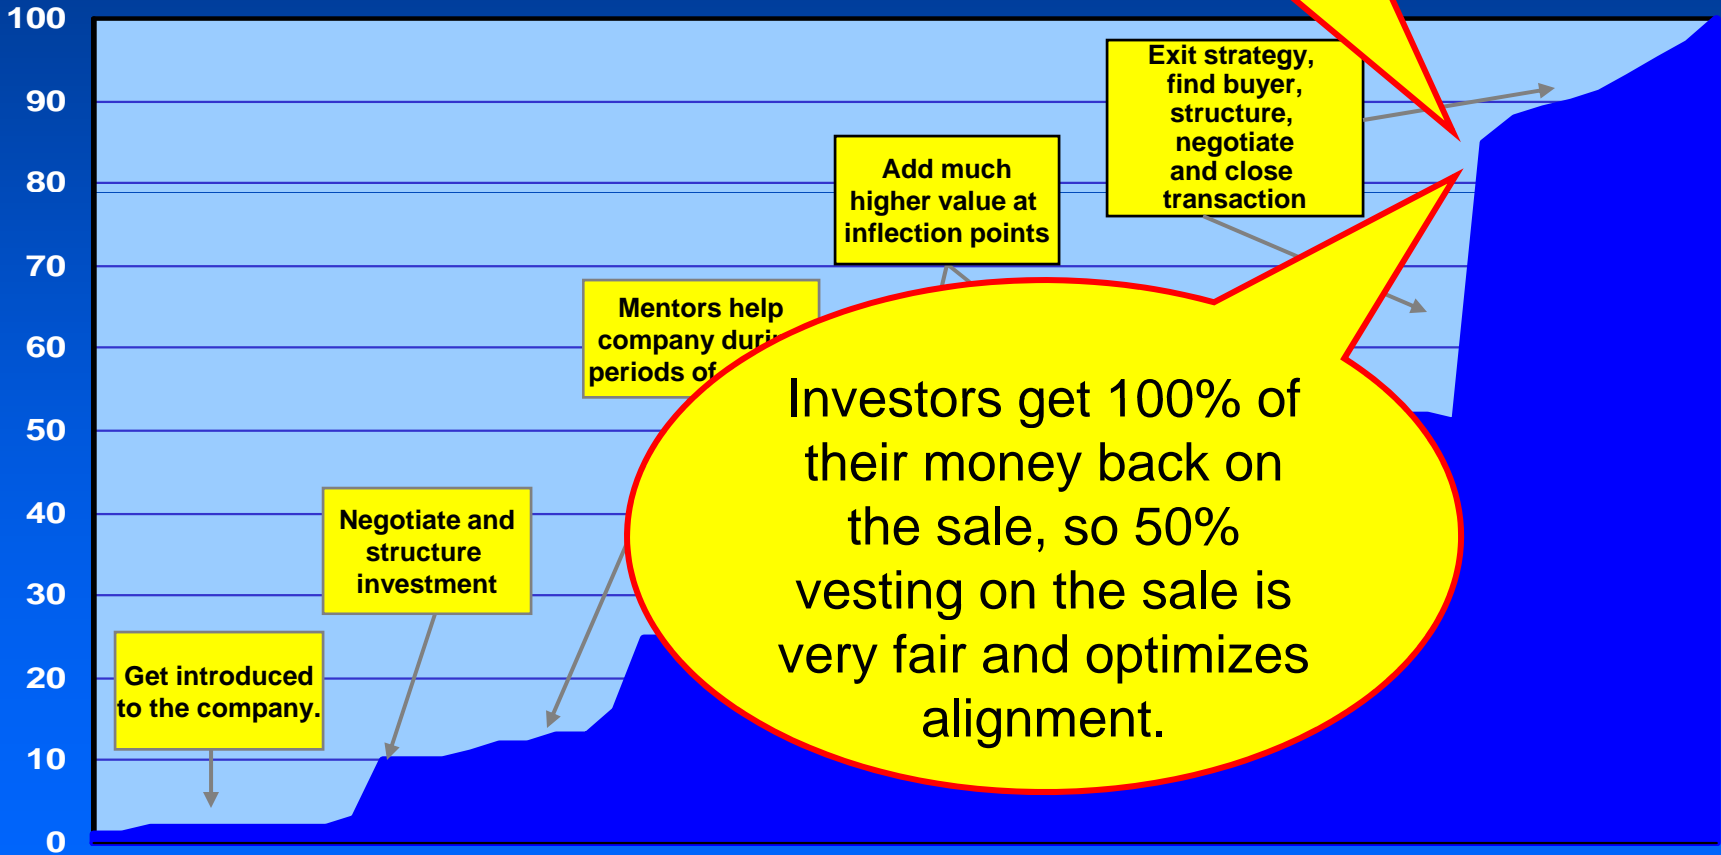 100
90
80
70
60
50
40
30
20
10
0
Get introduced
to the company.
Negotiate and
structure
investment
Mentors help
company
periods of
Add much
higher value at
inflection points
Exit strategy,
find buyer,
structure,
negotiate
and close
transaction
Investors get 100% of
their money back on
the sale, so 50%
vesting on the sale is
very fair and optimizes
alignment.